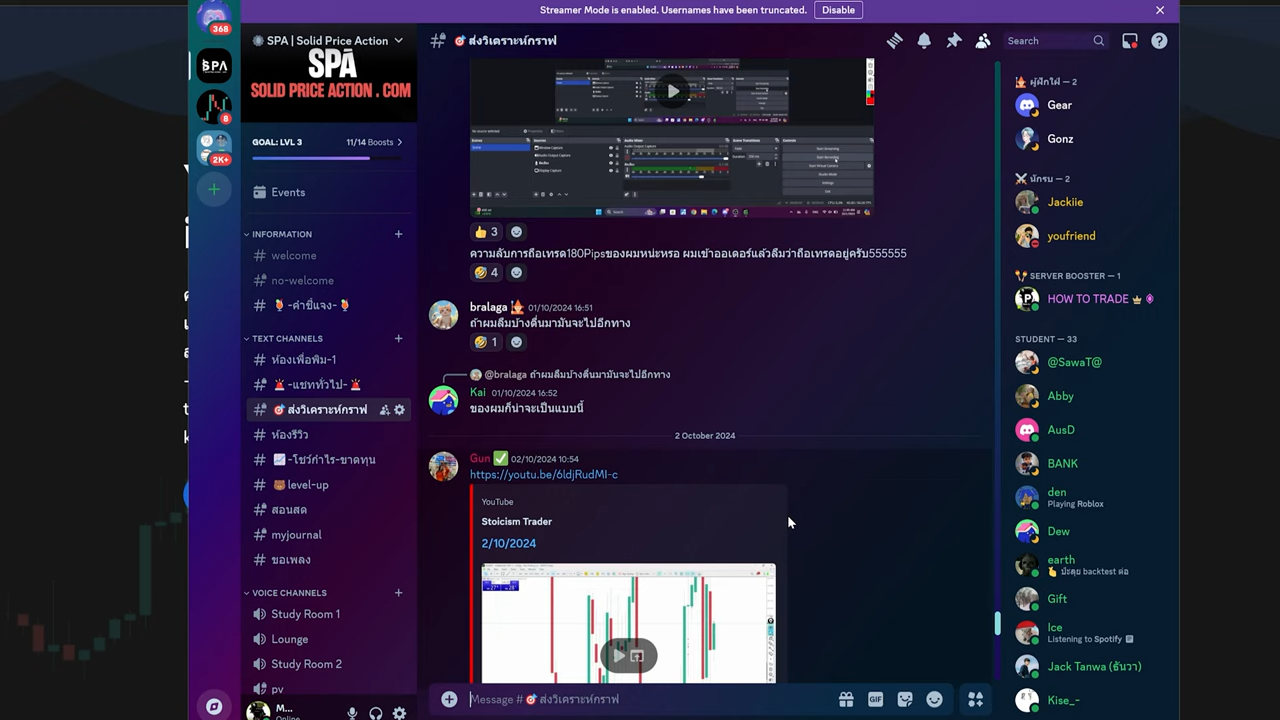 Streamer Mode is enabled. Usernames have been truncated. Disable
368
SPA
8
2K+
SPA | Solid Price Action
SPA
SOLID PRICE ACTION . COM
GOAL: LVL 3 11/14 Boosts
Events
INFORMATION
welcome
no-welcome
-คำชี้แจง-
TEXT CHANNELS
ห้องเพื่อพิม-1
-แชททั่วไป-
ส่งวิเคราะห์กราฟ
ห้องรีวิว
-โชว์กำไร-ขาดทุน
level-up
สอนสด
myjournal
ขอเพลง
VOICE CHANNELS
Study Room 1
Lounge
Study Room 2
pv
M...
Online
ส่งวิเคราะห์กราฟ
Search
👍 3
ความลับการถือเทรด180Pipsของผมหน่ะหรอ ผมเข้าออเดอร์แล้วลืมว่าถือเทรดอยู่ครับ555555
🤣 4
bralaga 01/10/2024 16:51
ถ้าผมลืมบ้างตื่นมามันจะไปอีกทาง
🤣 1
@bralaga ถ้าผมลืมบ้างตื่นมามันจะไปอีกทาง
Kai 01/10/2024 16:52
ของผมก็น่าจะเป็นแบบนี้
2 October 2024
Gun ✅ 02/10/2024 10:54
https://youtu.be/6ldjRudMI-c
YouTube
Stoicism Trader
2/10/2024
Message # 🎯 ส่งวิเคราะห์กราฟ
GIF
ผู้ฝึกใฝ่ — 2
Gear
Ganz
นักรบ — 2
Jackiie
youfriend
SERVER BOOSTER — 1
HOW TO TRADE
STUDENT — 33
@SawaT@
Abby
AusD
BANK
den
Playing Roblox
Dew
earth
ปะลุย backtest ต่อ
Gift
Ice
Listening to Spotify
Jack Tanwa (ธันวา)
Kise_-